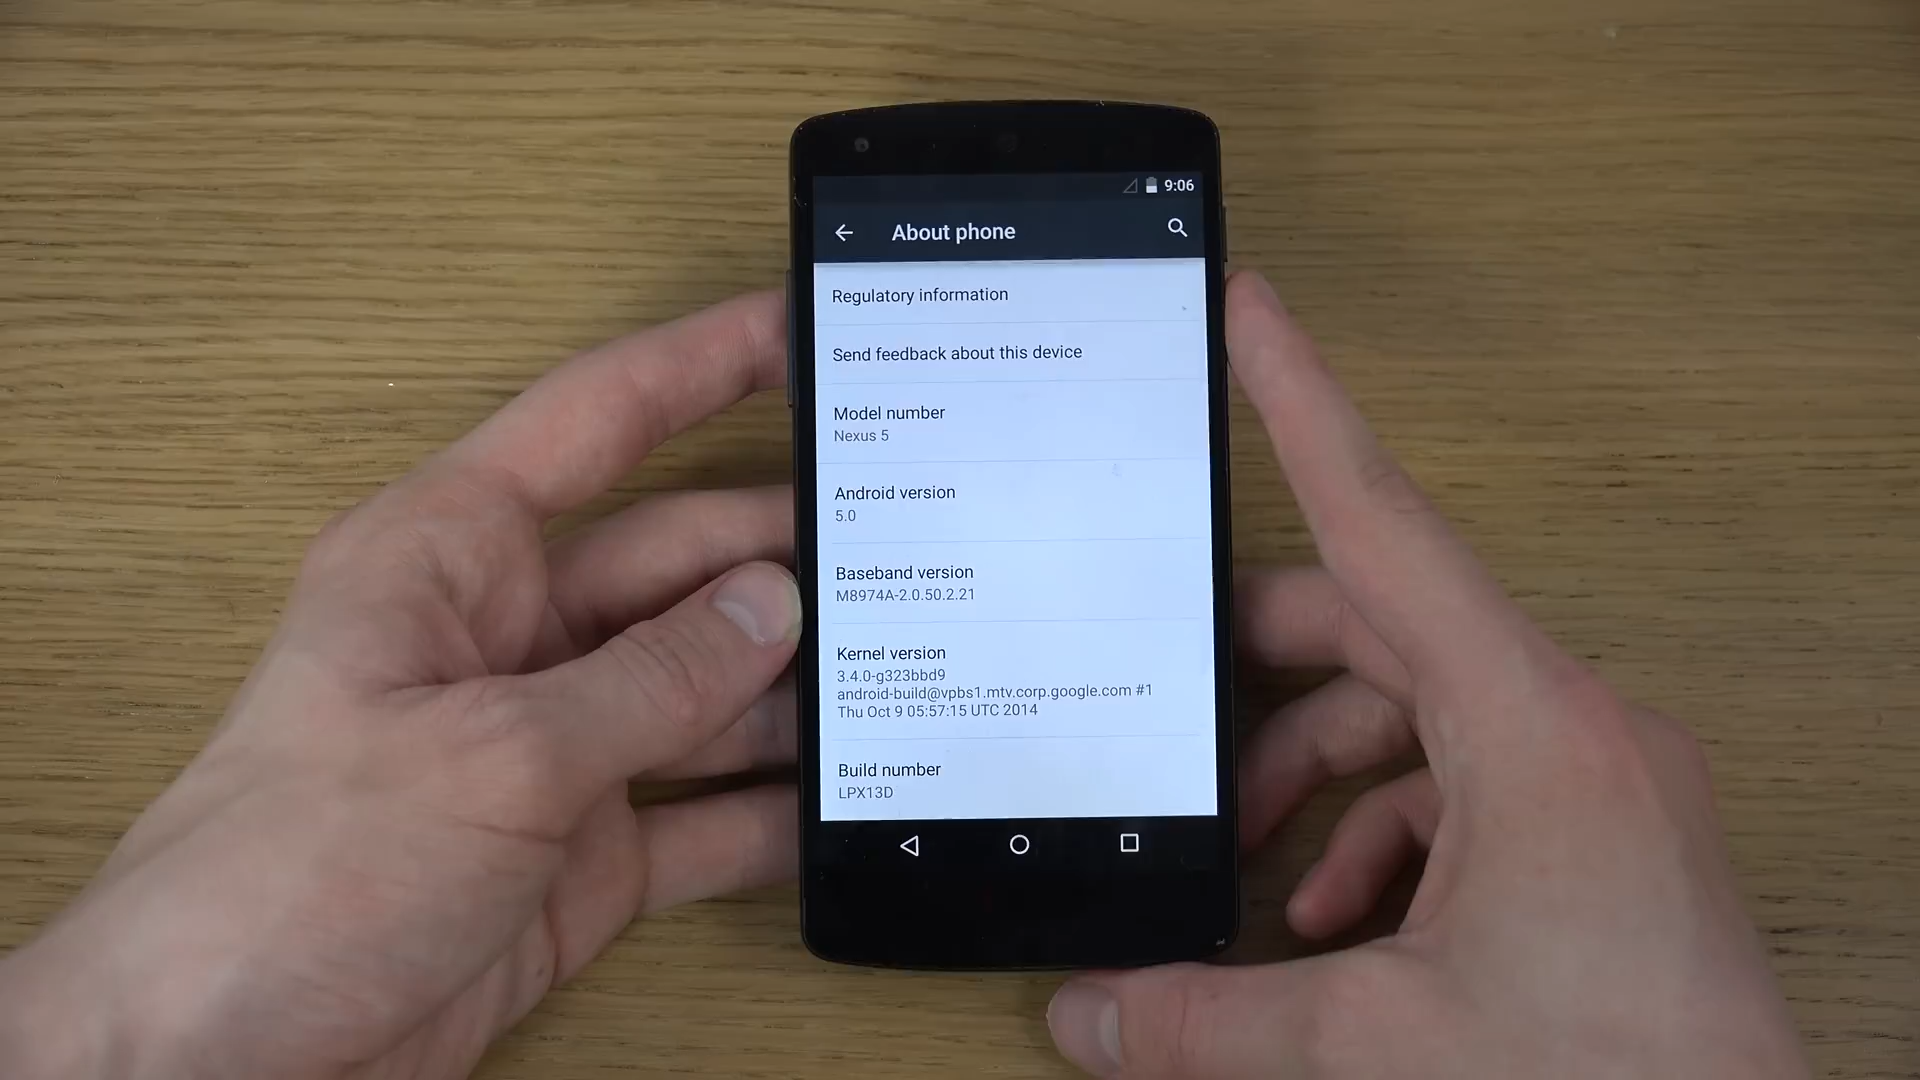 9:06
About phone
Regulatory information
Send feedback about this device
Model number
Nexus 5
Android version
5.0
Baseband version
M8974A-2.0.50.2.21
Kernel version
3.4.0-g323bbd9
android-build@vpbs1.mtv.corp.google.com #1
Thu Oct 9 05:57:15 UTC 2014
Build number
LPX13D